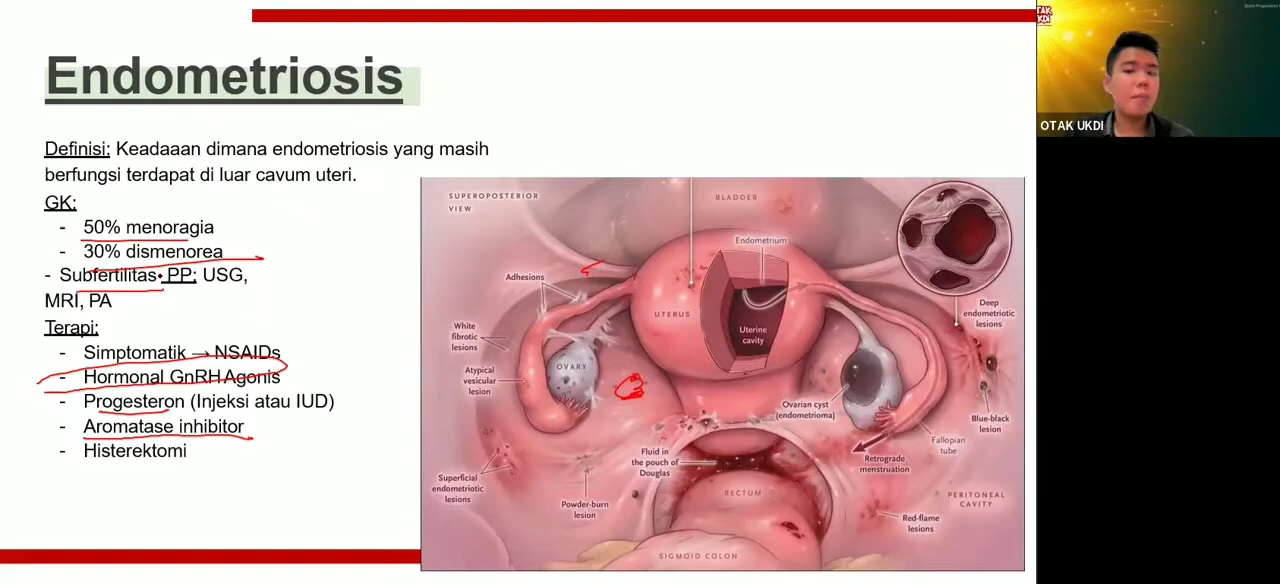 Endometriosis
Definisi: Keadaaan dimana endometriosis yang masih
berfungsi terdapat di luar cavum uteri.
GK:
- 50% menoragia
- 30% dismenorea
- Subfertilitas• PP: USG,
MRI, PA
Terapi:
- Simptomatik → NSAIDs
- Hormonal GnRH Agonis
- Progesteron (Injeksi atau IUD)
- Aromatase inhibitor
- Histerektomi
SUPEROPOSTERIOR
VIEW
BLADDER
Endometrium
Adhesions
UTERUS
Uterine
cavity
Deep
endometriotic
lesions
White
fibrotic
lesions
OVARY
Atypical
vesicular
lesion
Ovarian cyst
(endometrioma)
Blue-black
lesion
Fallopian
tube
Fluid in
the pouch of
Douglas
Retrograde
menstruation
Superficial
endometriotic
lesions
Powder-burn
lesion
RECTUM
PERITONEAL
CAVITY
Red-flame
lesions
SIGMOID COLON
OTAK
UKDI
OTAK UKDI